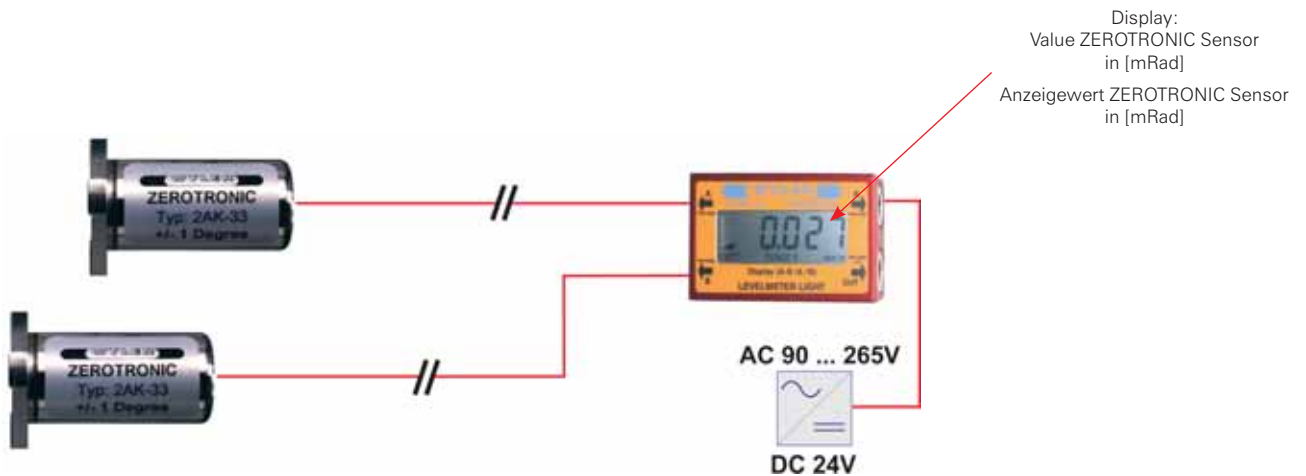 Display:
Value ZEROTRONIC Sensor
in [mRad]
Anzeigewert ZEROTRONIC Sensor
in [mRad]
ZEROTRONIC
Typ: 2AK-33
+/- 1 Degree
0.021
LEVELMETER LIGHT
OUT
ZEROTRONIC
Typ: 2AK-33
+/- 1 Degree
AC 90 ... 265V
DC 24V